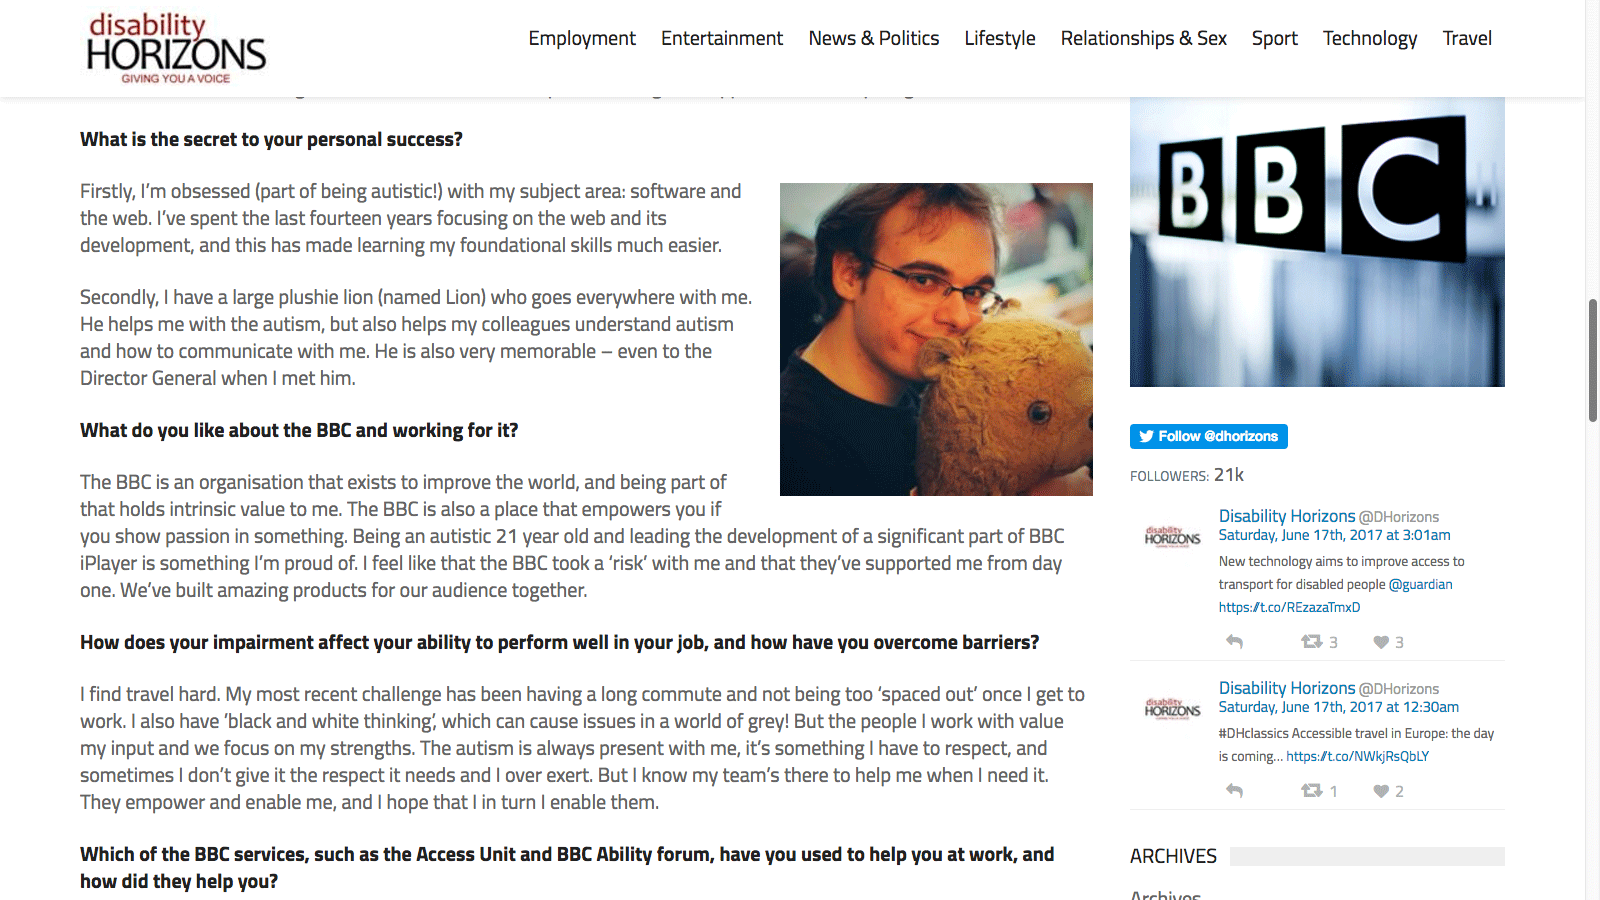 disability
HORIZONS
GIVING YOU A VOICE
Employment Entertainment News & Politics Lifestyle Relationships & Sex Sport Technology Travel
What is the secret to your personal success?
Firstly, I’m obsessed (part of being autistic!) with my subject area: software and
the web. I’ve spent the last fourteen years focusing on the web and its
development, and this has made learning my foundational skills much easier.
Secondly, I have a large plushie lion (named Lion) who goes everywhere with me.
He helps me with the autism, but also helps my colleagues understand autism
and how to communicate with me. He is also very memorable – even to the
Director General when I met him.
What do you like about the BBC and working for it?
The BBC is an organisation that exists to improve the world, and being part of
that holds intrinsic value to me. The BBC is also a place that empowers you if
you show passion in something. Being an autistic 21 year old and leading the development of a significant part of BBC
iPlayer is something I’m proud of. I feel like that the BBC took a ‘risk’ with me and that they’ve supported me from day
one. We’ve built amazing products for our audience together.
How does your impairment affect your ability to perform well in your job, and how have you overcome barriers?
I find travel hard. My most recent challenge has been having a long commute and not being too ‘spaced out’ once I get to
work. I also have ’black and white thinking’, which can cause issues in a world of grey! But the people I work with value
my input and we focus on my strengths. The autism is always present with me, it’s something I have to respect, and
sometimes I don’t give it the respect it needs and I over exert. But I know my team’s there to help me when I need it.
They empower and enable me, and I hope that I in turn I enable them.
Which of the BBC services, such as the Access Unit and BBC Ability forum, have you used to help you at work, and
how did they help you?
BBC
Follow @dhorizons
FOLLOWERS: 21k
disability
HORIZONS
Disability Horizons @DHorizons
Saturday, June 17th, 2017 at 3:01am
New technology aims to improve access to
transport for disabled people @guardian
https://t.co/REzazaTmxD
3 3
disability
HORIZONS
Disability Horizons @DHorizons
Saturday, June 17th, 2017 at 12:30am
#DHclassics Accessible travel in Europe: the day
is coming... https://t.co/NWkjRsQbLY
1 2
ARCHIVES
Archives